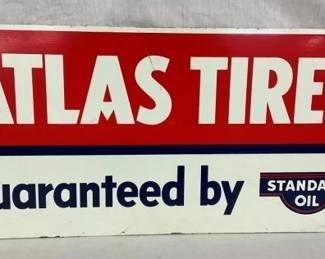 ATLAS TIRE
uaranteed by
STANDA
OIL